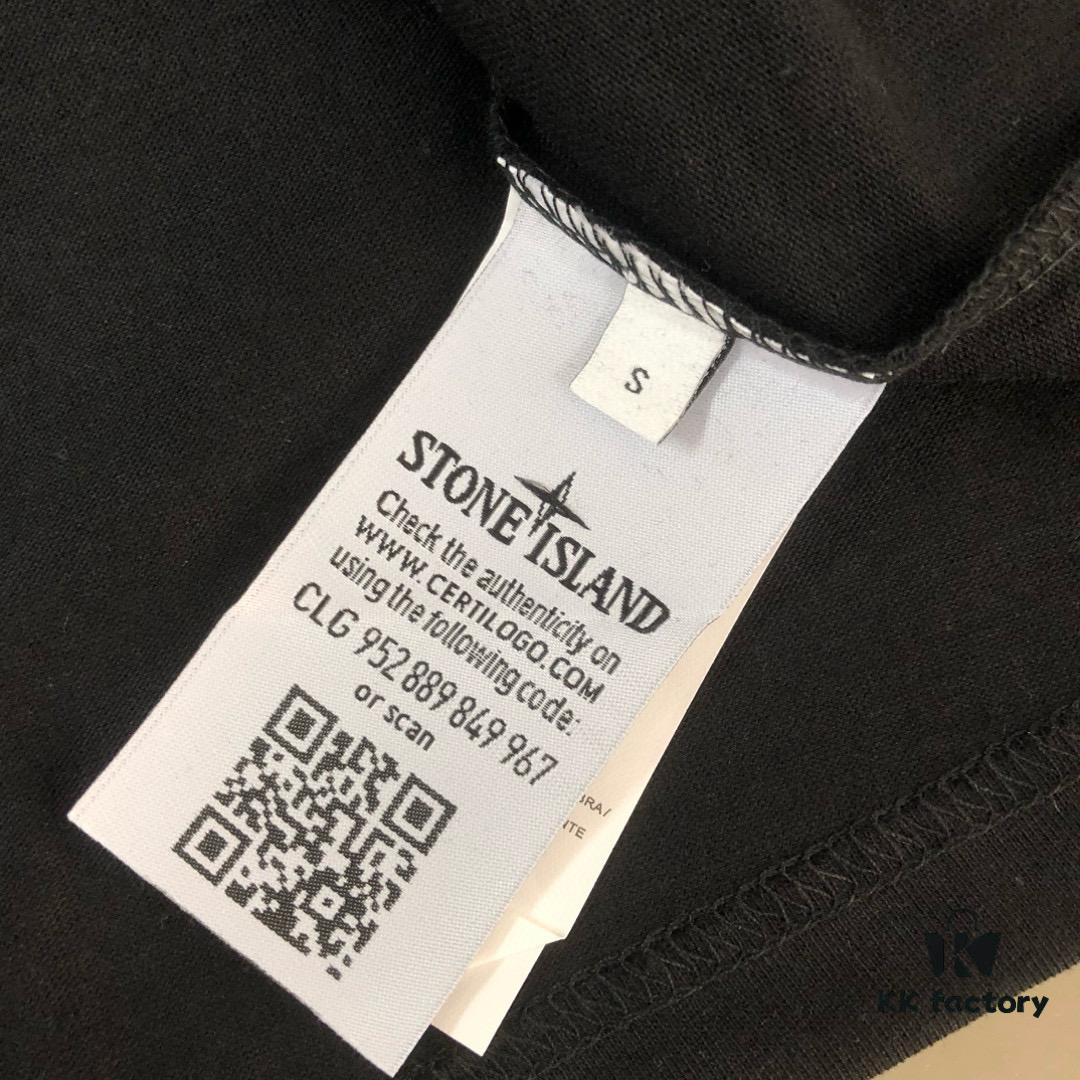 S
STONE ISLAND
Check the authenticity on
WWW.CERTILOGO.COM
using the following code:
CLG 952 889 849 967
or scan
KK factory